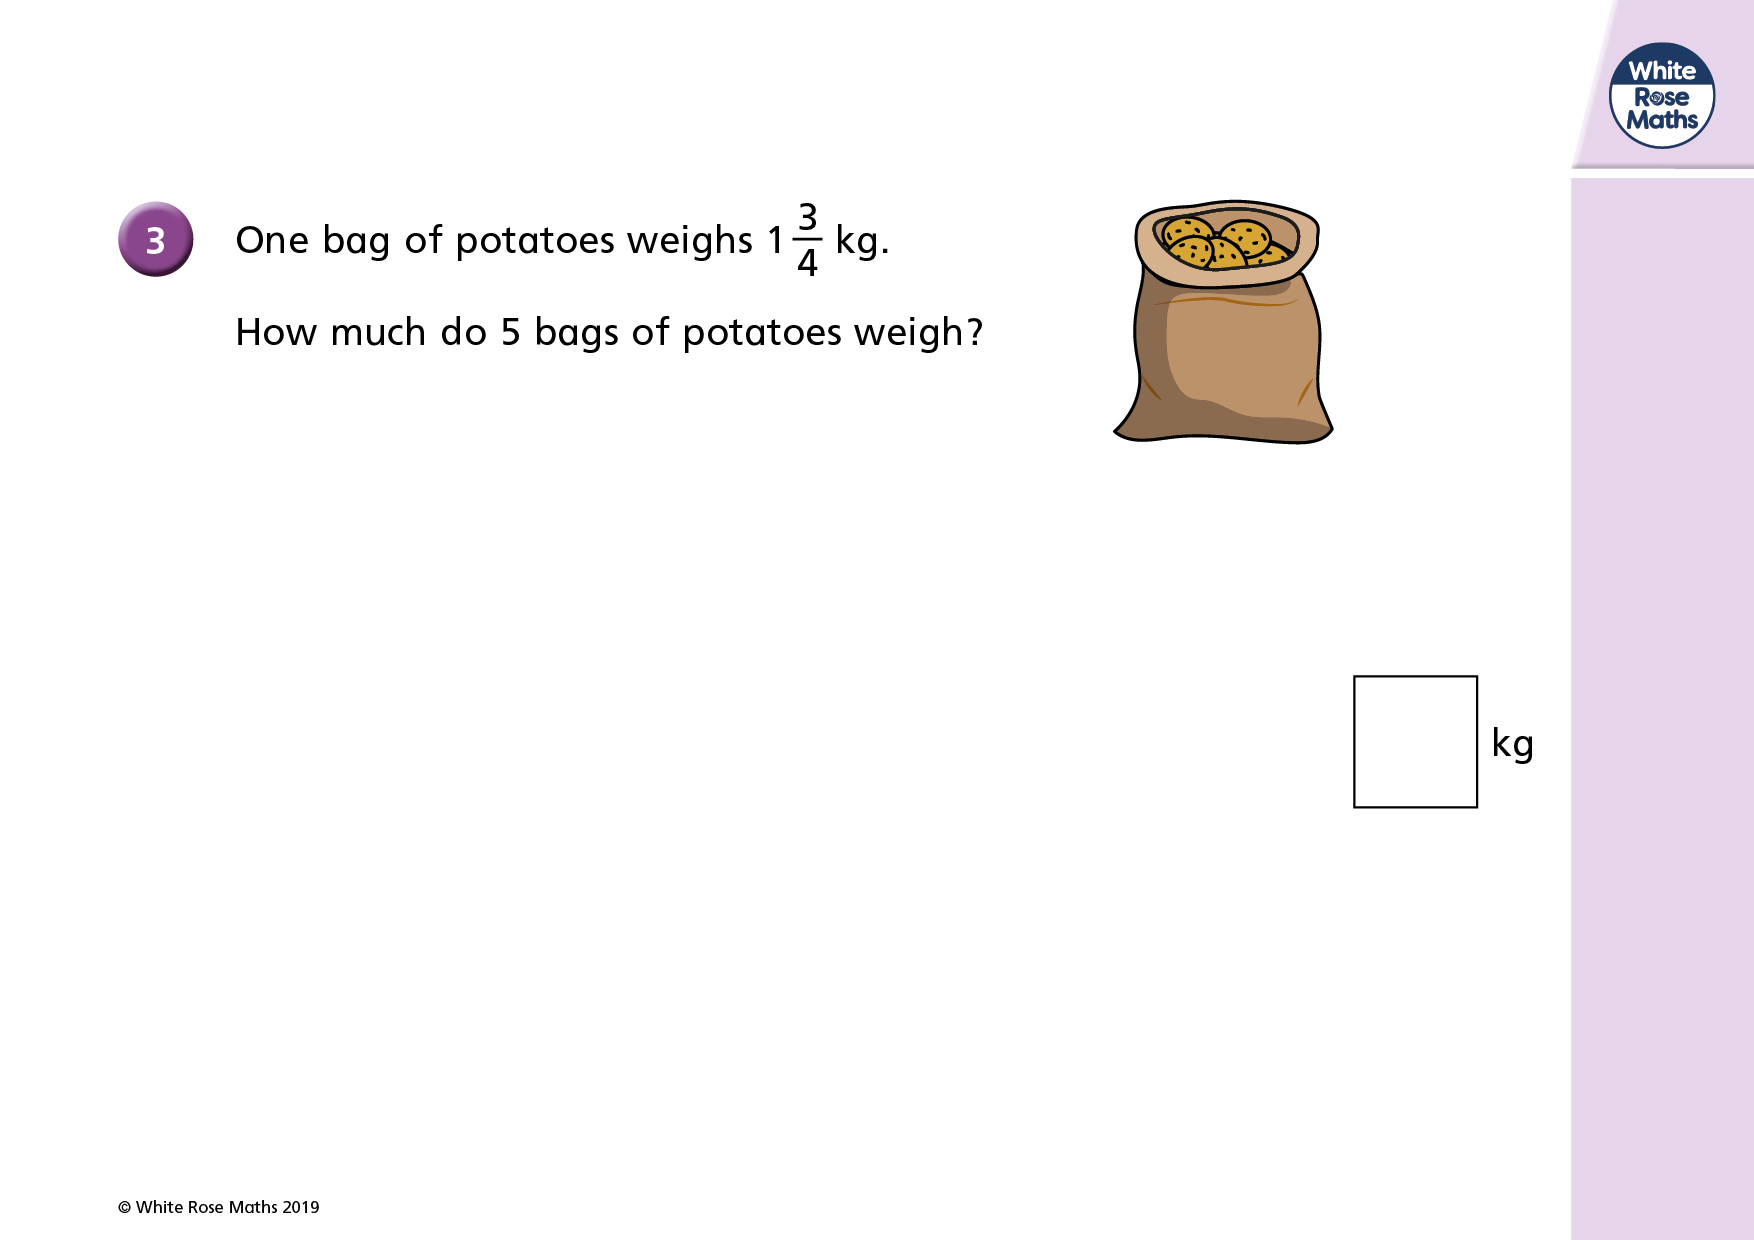 White
Rose
Maths
3
One bag of potatoes weighs 1 3/4 kg.
How much do 5 bags of potatoes weigh?
kg
© White Rose Maths 2019